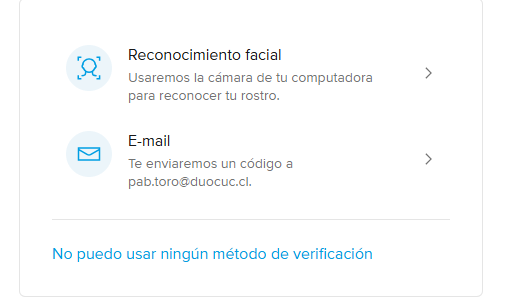 Reconocimiento facial
Usaremos la cámara de tu computadora
para reconocer tu rostro.
E-mail
Te enviaremos un código a
pab.toro@duocuc.cl.
No puedo usar ningún método de verificación